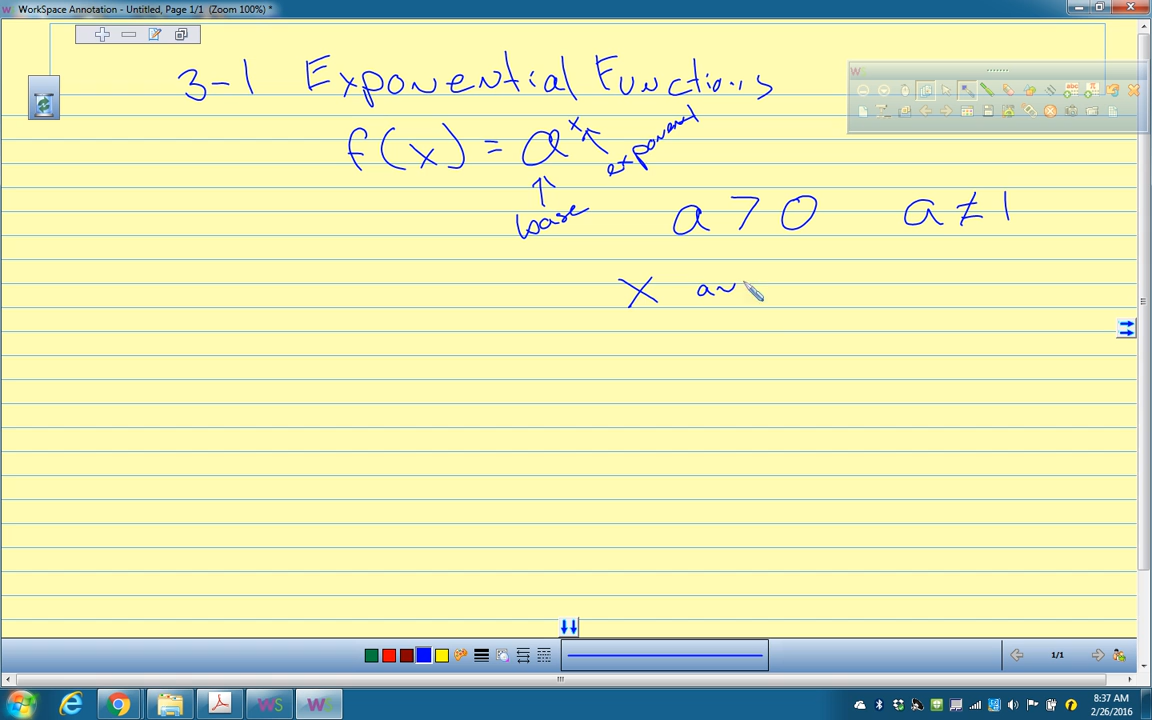 WorkSpace Annotation - Untitled, Page 1/1 (Zoom 100%) *
3-1 Exponential Functions
f(x) = a^x
exponent
base
a > 0 a ≠ 1
x an
1/1
8:37 AM
2/26/2016